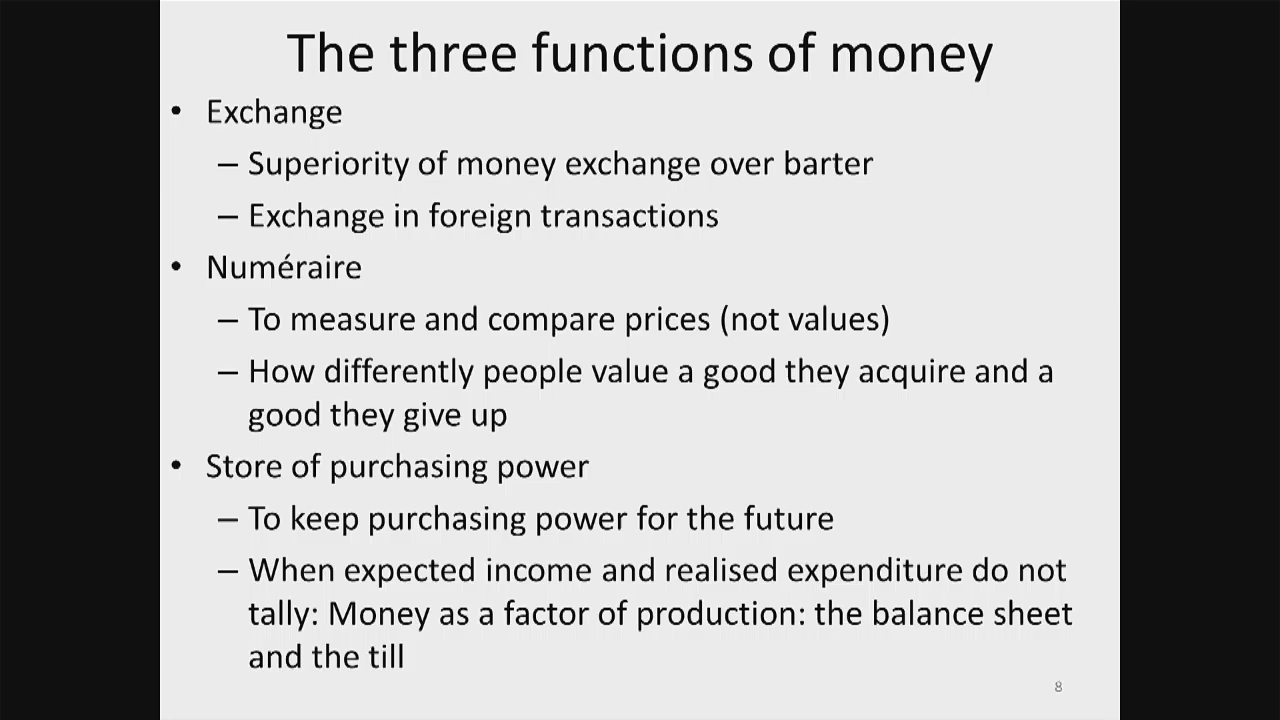 The three functions of money
• Exchange
– Superiority of money exchange over barter
– Exchange in foreign transactions
• Numéraire
– To measure and compare prices (not values)
– How differently people value a good they acquire and a
good they give up
• Store of purchasing power
– To keep purchasing power for the future
– When expected income and realised expenditure do not
tally: Money as a factor of production: the balance sheet
and the till
8